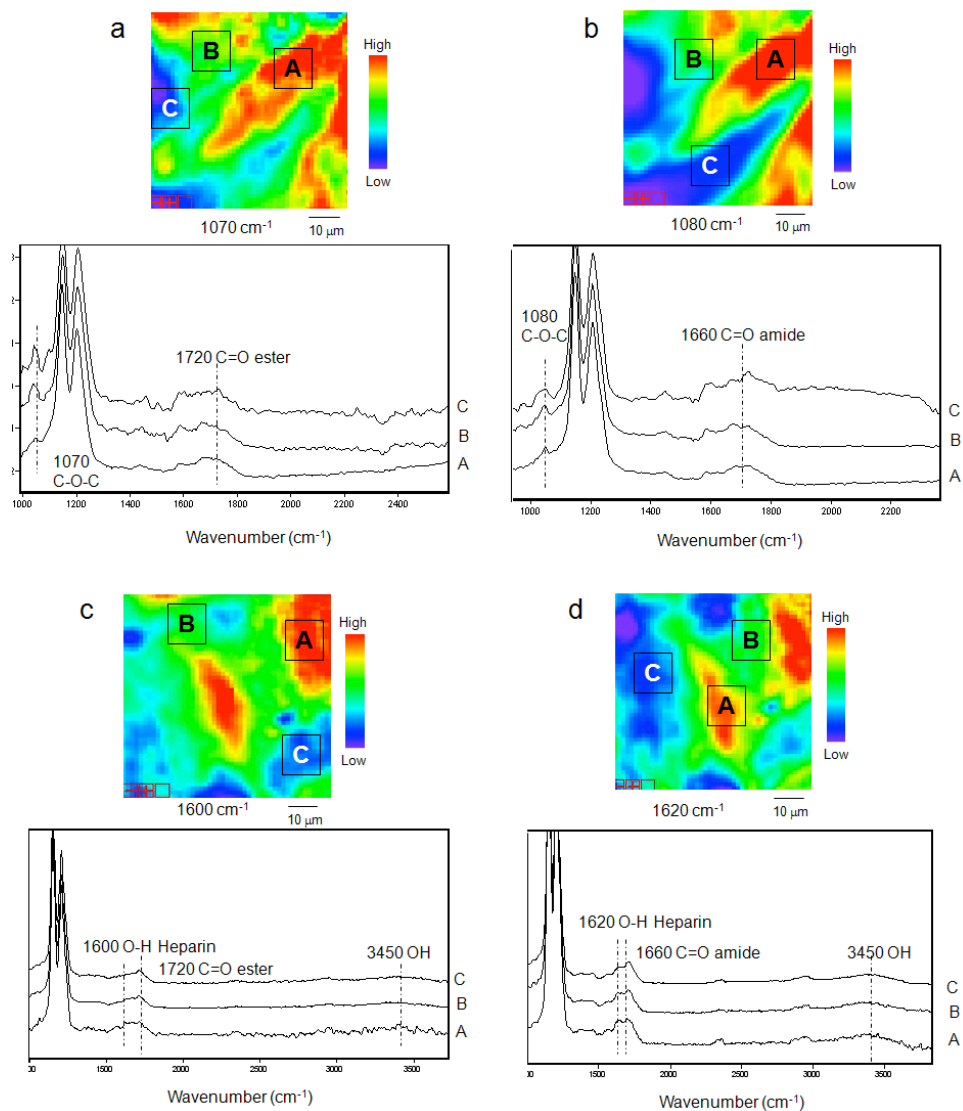 a
B
A
C
High
Low
1070 cm-1
10 µm
b
B
A
C
High
Low
1080 cm-1
10 µm
1720 C=O ester
1070
C-O-C
C
B
A
1000 1200 1400 1600 1800 2000 2200 2400
Wavenumber (cm-1)
1080
C-O-C
1660 C=O amide
C
B
A
1000 1200 1400 1600 1800 2000 2200
Wavenumber (cm-1)
c
B
A
C
High
Low
1600 cm-1
10 µm
d
B
C
A
High
Low
1620 cm-1
10 µm
1600 O-H Heparin
1720 C=O ester
3450 OH
C
B
A
1500 2000 2500 3000 3500
Wavenumber (cm-1)
1620 O-H Heparin
1660 C=O amide
3450 OH
C
B
A
1500 2000 2500 3000 3500
Wavenumber (cm-1)